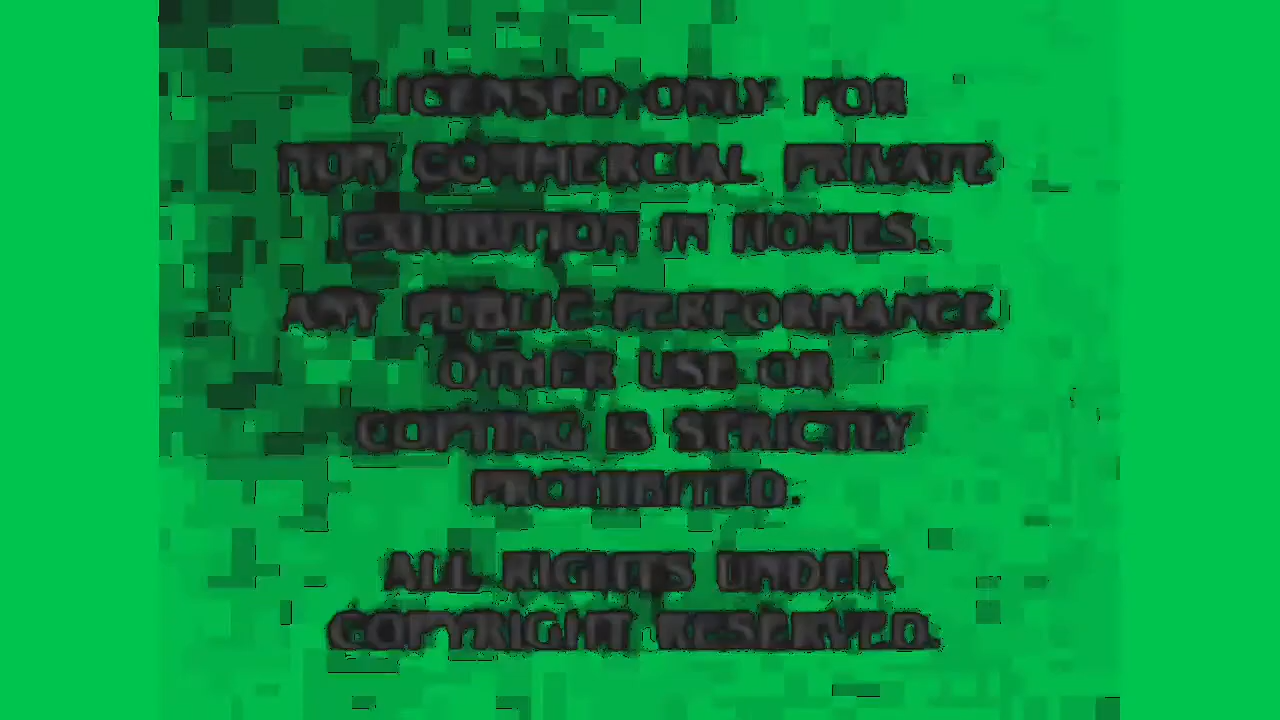 LICENSED ONLY FOR
NON COMMERCIAL PRIVATE
EXHIBITION IN HOMES.
ANY PUBLIC PERFORMANCE
OTHER USE OR
COPYING IS STRICTLY
PROHIBITED.
ALL RIGHTS UNDER
COPYRIGHT RESERVED.